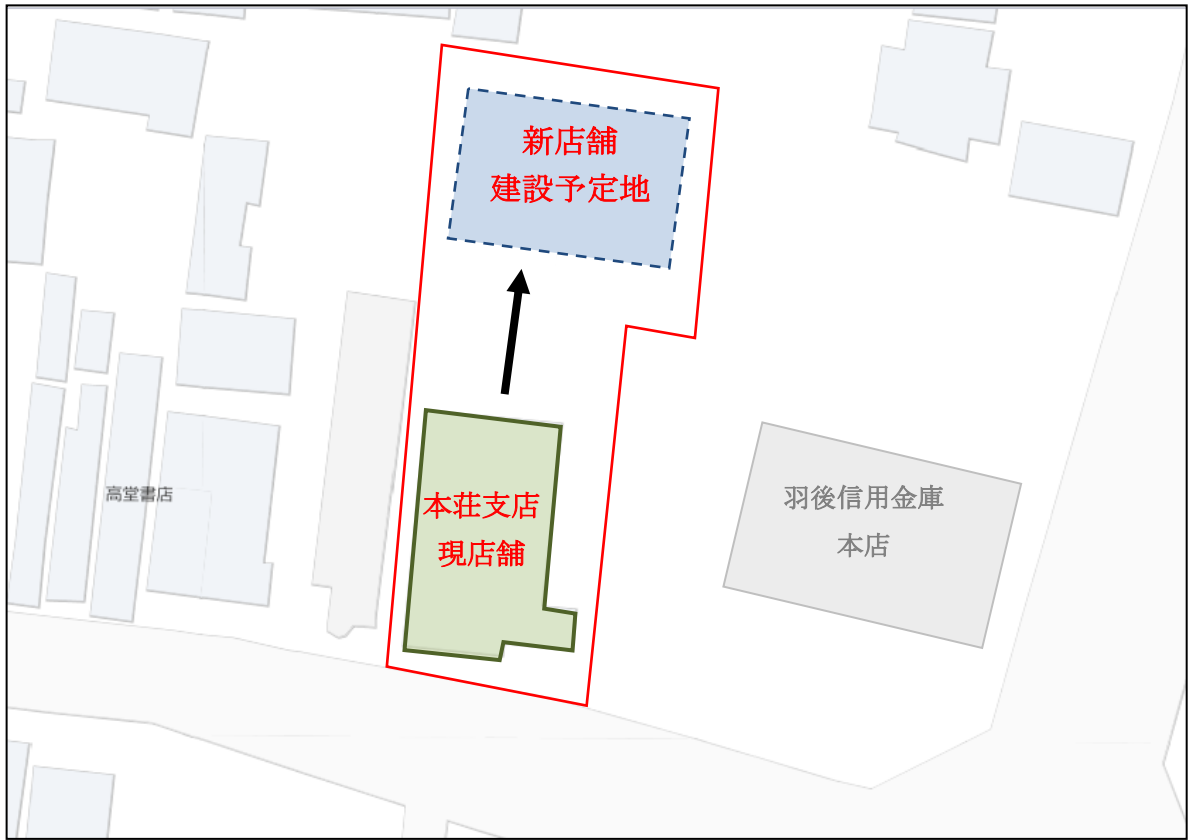 新店舗
建設予定地
高堂書店
本荘支店
現店舗
羽後信用金庫
本店